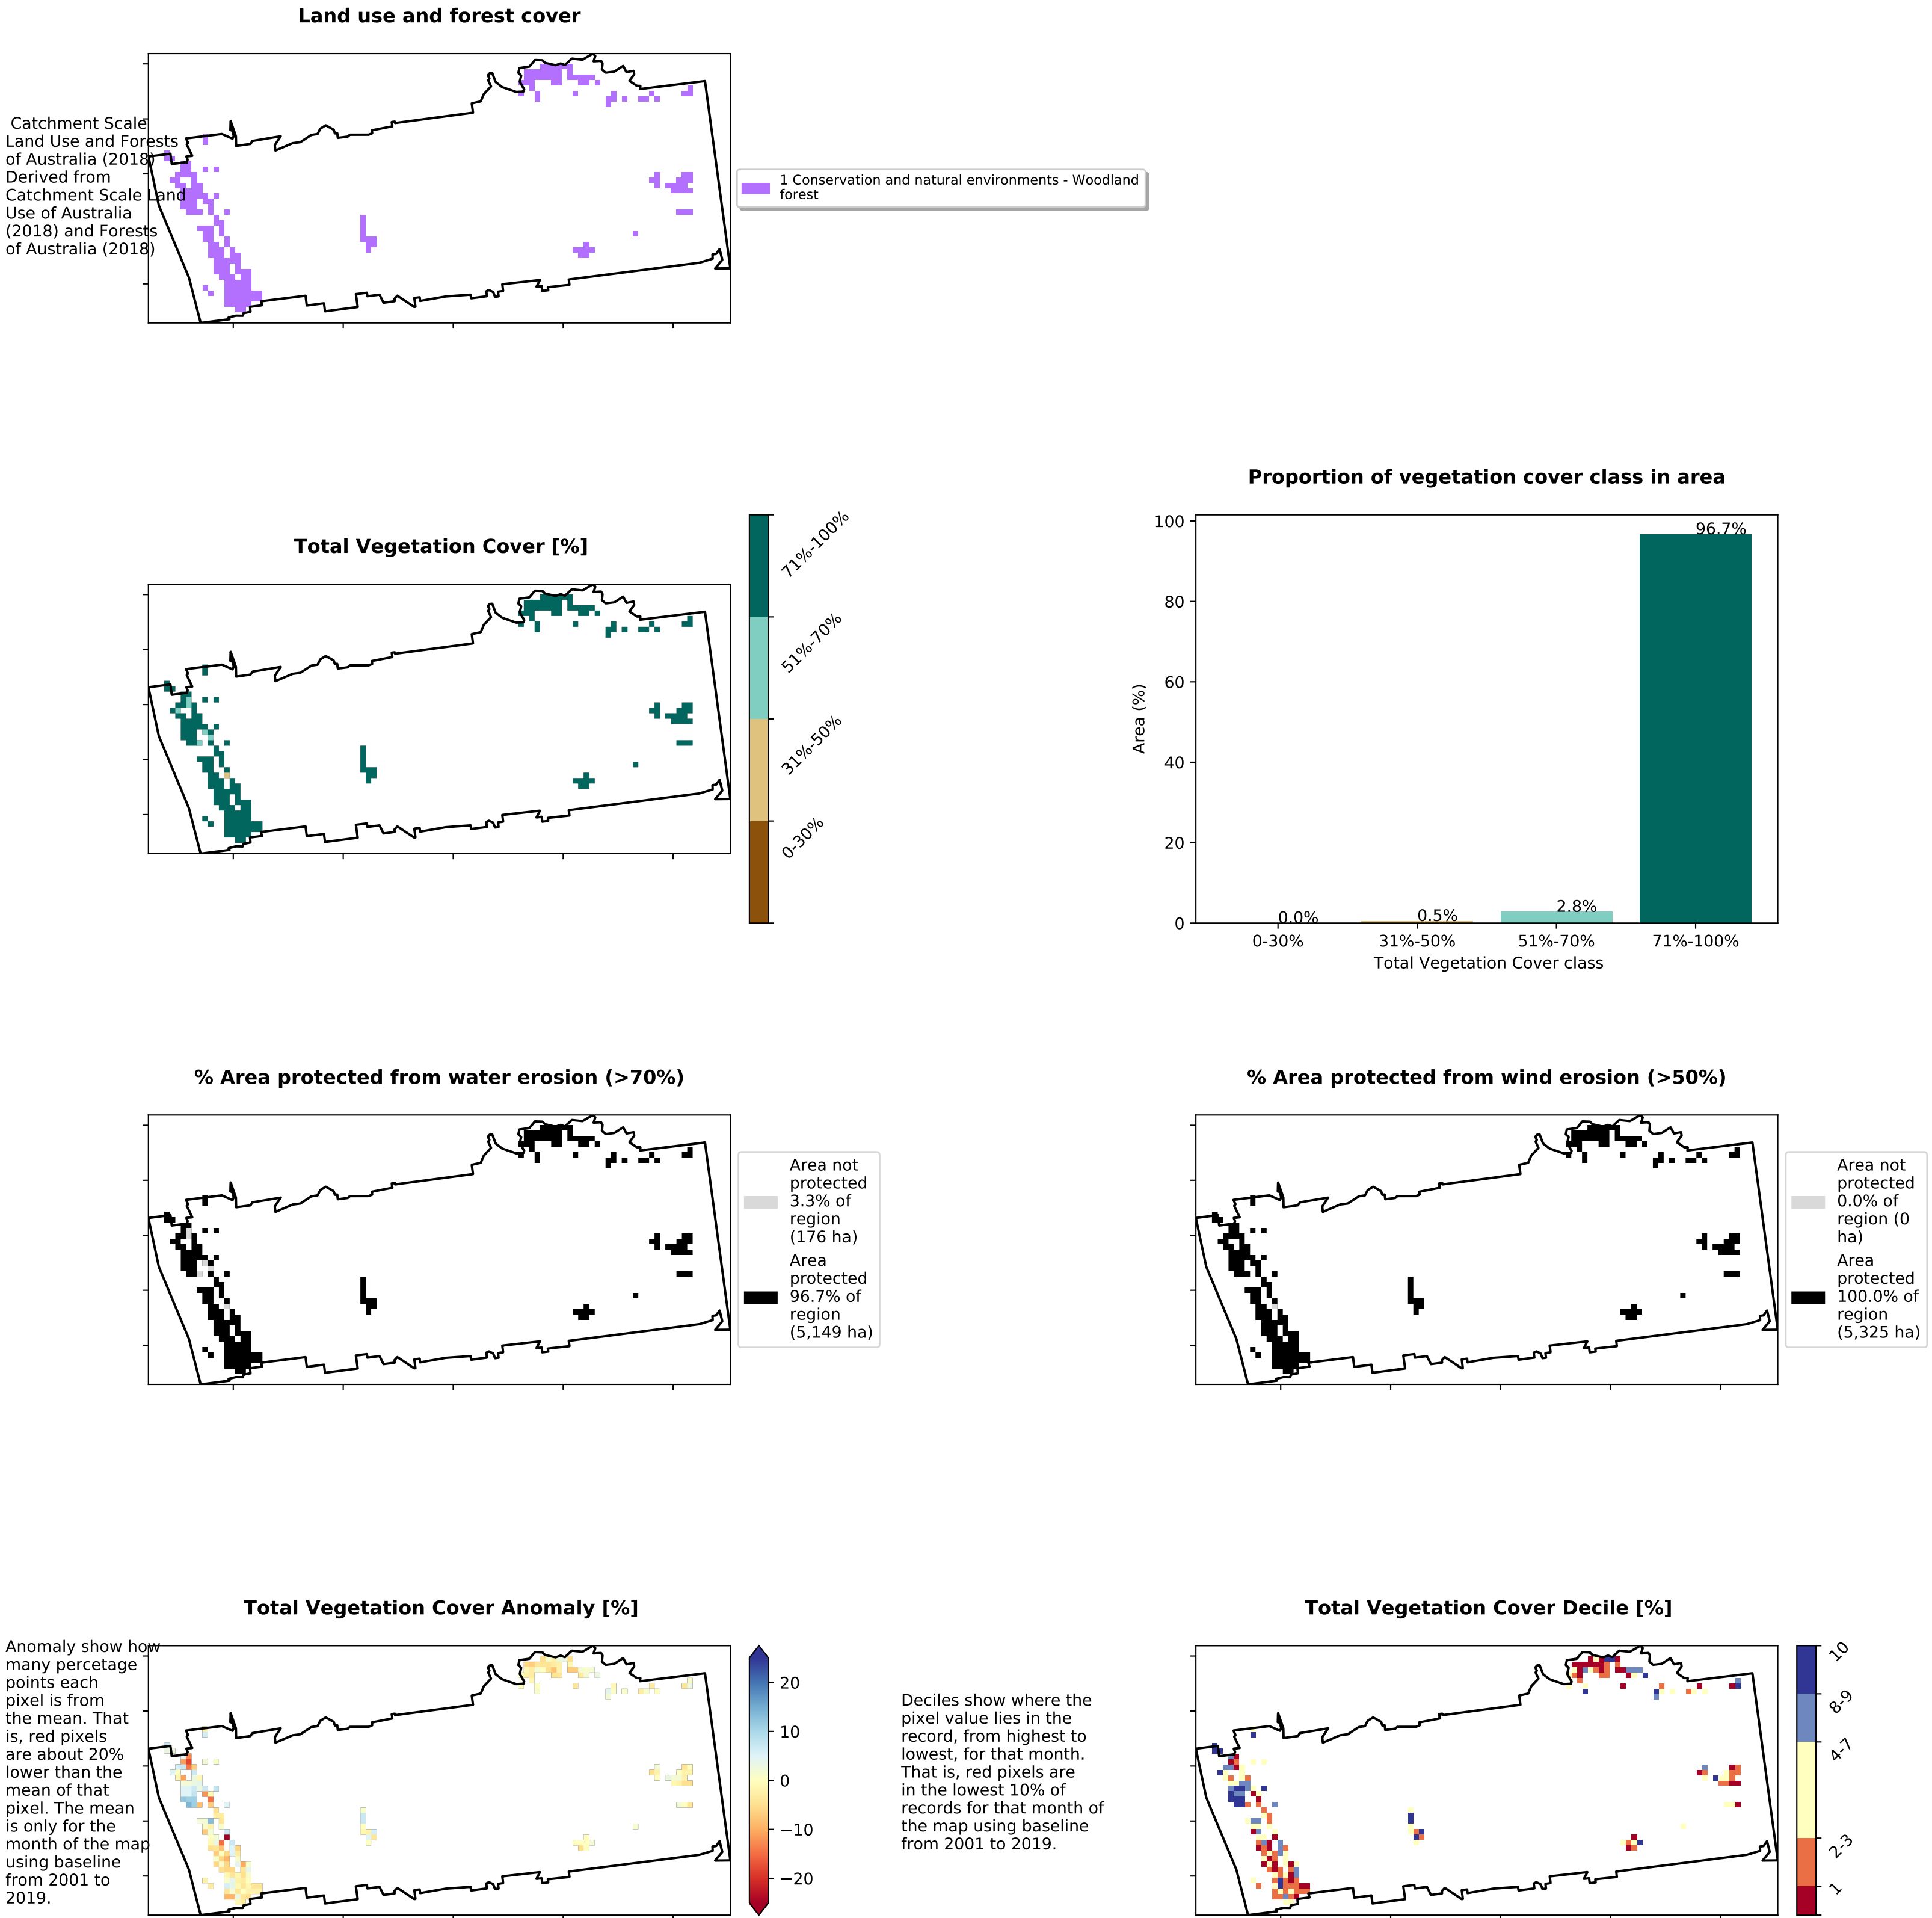 Land use and forest cover
Catchment Scale
Land Use and Forests
of Australia (2018)
Derived from
Catchment Scale Land
Use of Australia
(2018) and Forests
of Australia (2018)
1 Conservation and natural environments - Woodland
forest
Total Vegetation Cover [%]
71%-100%
51%-70%
31%-50%
0-30%
Proportion of vegetation cover class in area
Area (%)
100
80
60
40
20
0
0.0%
0.5%
2.8%
96.7%
0-30%
31%-50%
51%-70%
71%-100%
Total Vegetation Cover class
% Area protected from water erosion (>70%)
Area not
protected
3.3% of
region
(176 ha)
Area
protected
96.7% of
region
(5,149 ha)
% Area protected from wind erosion (>50%)
Area not
protected
0.0% of
region (0
ha)
Area
protected
100.0% of
region
(5,325 ha)
Total Vegetation Cover Anomaly [%]
Anomaly show how
many percetage
points each
pixel is from
the mean. That
is, red pixels
are about 20%
lower than the
mean of that
pixel. The mean
is only for the
month of the map
using baseline
from 2001 to
2019.
20
10
0
−10
−20
Total Vegetation Cover Decile [%]
Deciles show where the
pixel value lies in the
record, from highest to
lowest, for that month.
That is, red pixels are
in the lowest 10% of
records for that month of
the map using baseline
from 2001 to 2019.
10
8-9
4-7
2-3
1